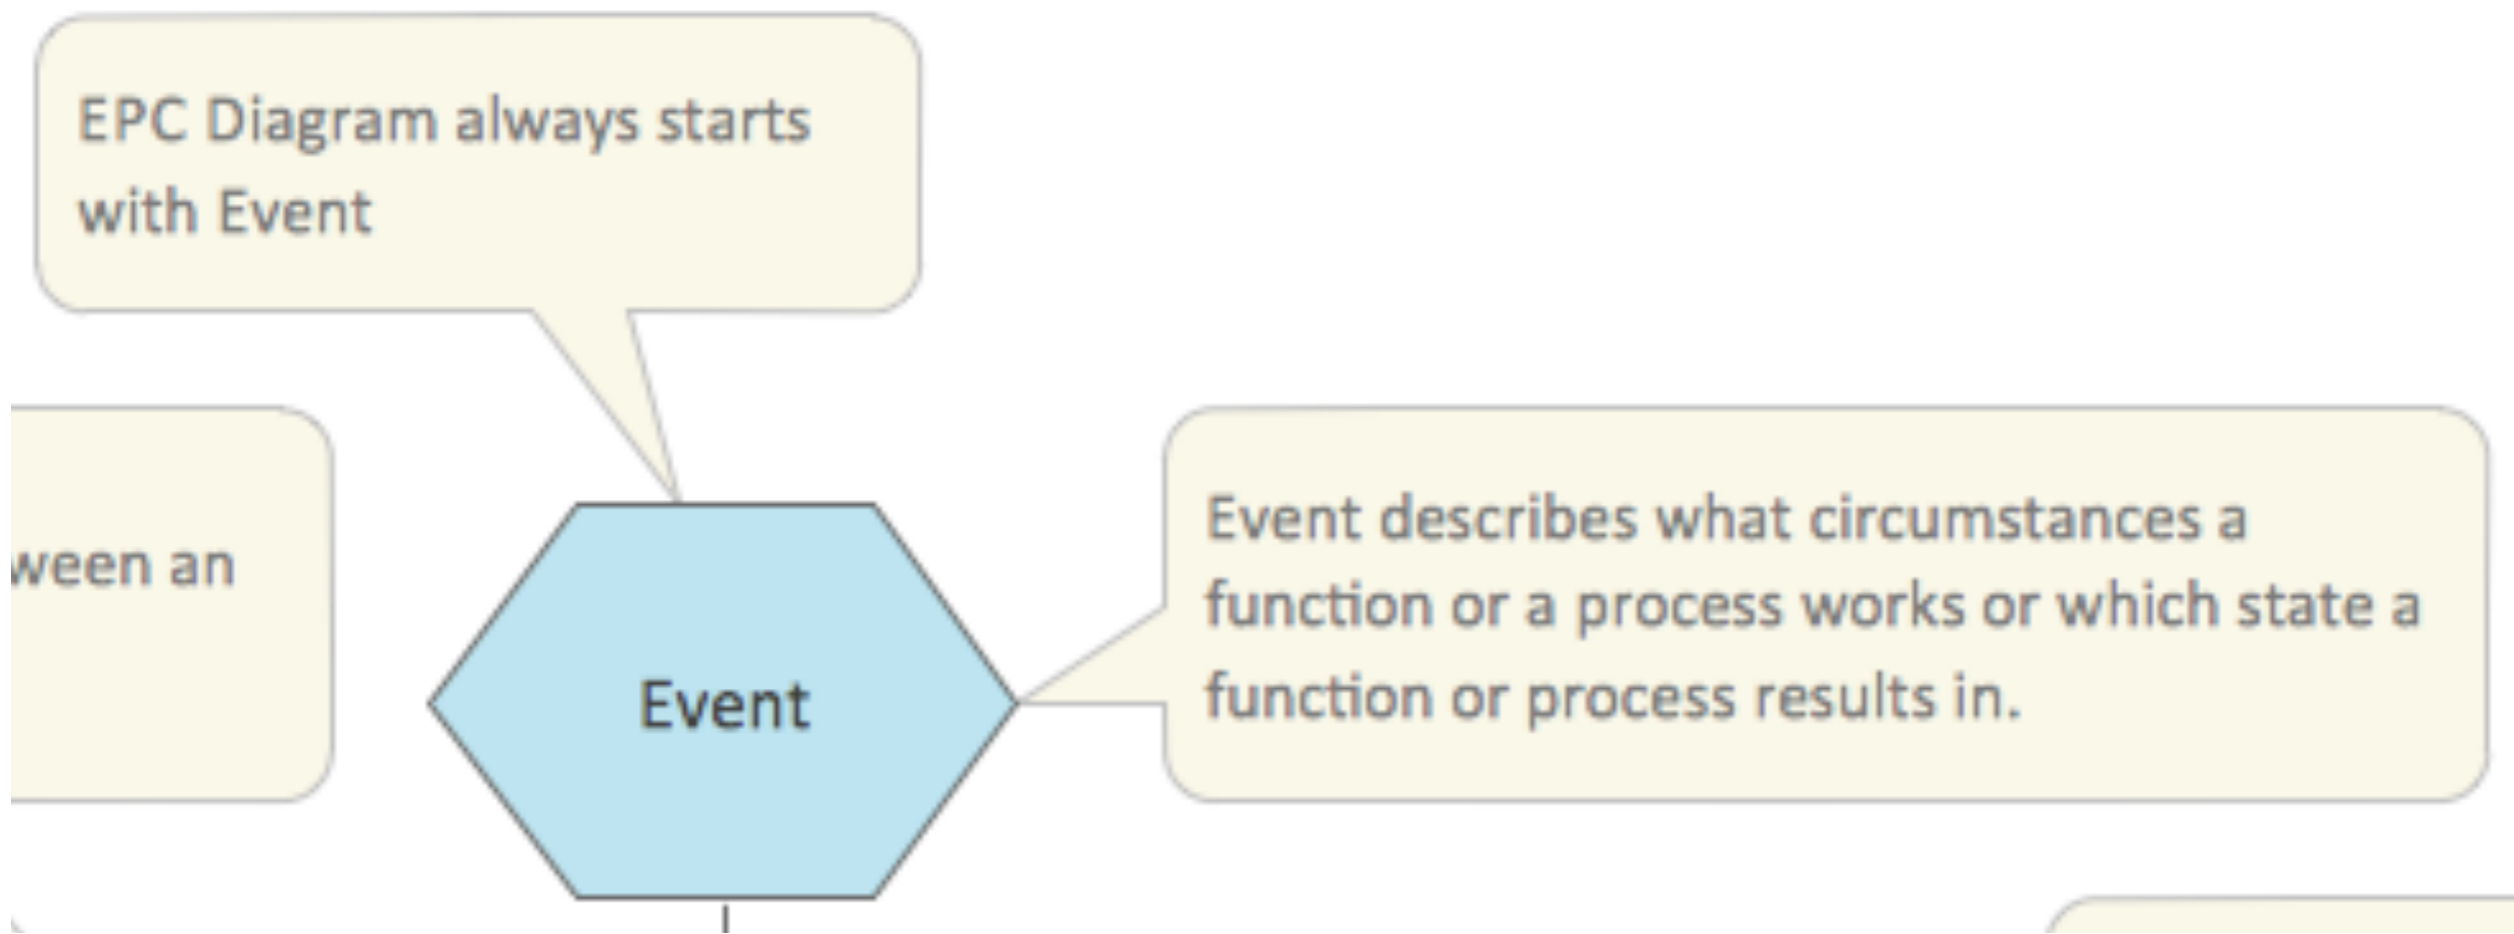 EPC Diagram always starts
with Event
an
Event
Event describes what circumstances a
function or a process works or which state a
function or process results in.